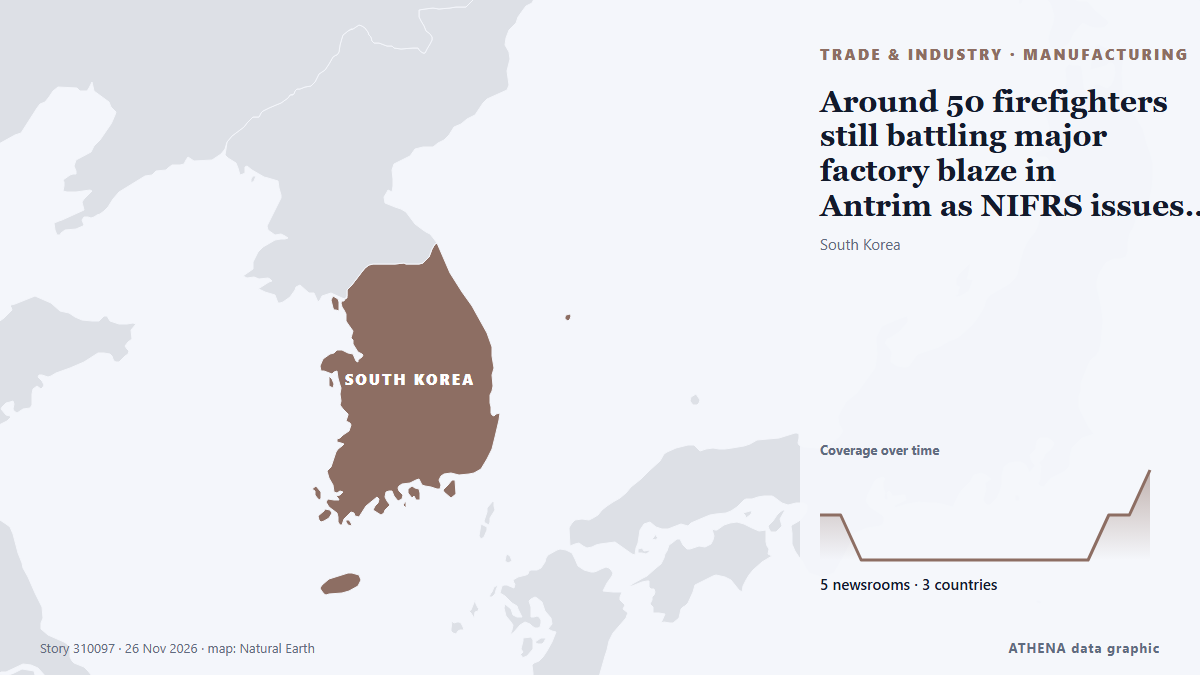 TRADE & INDUSTRY · MANUFACTURING
Around 50 firefighters
still battling major
factory blaze in
Antrim as NIFRS issues..
South Korea
SOUTH KOREA
Coverage over time
5 newsrooms · 3 countries
Story 310097 · 26 Nov 2026 · map: Natural Earth
ATHENA data graphic